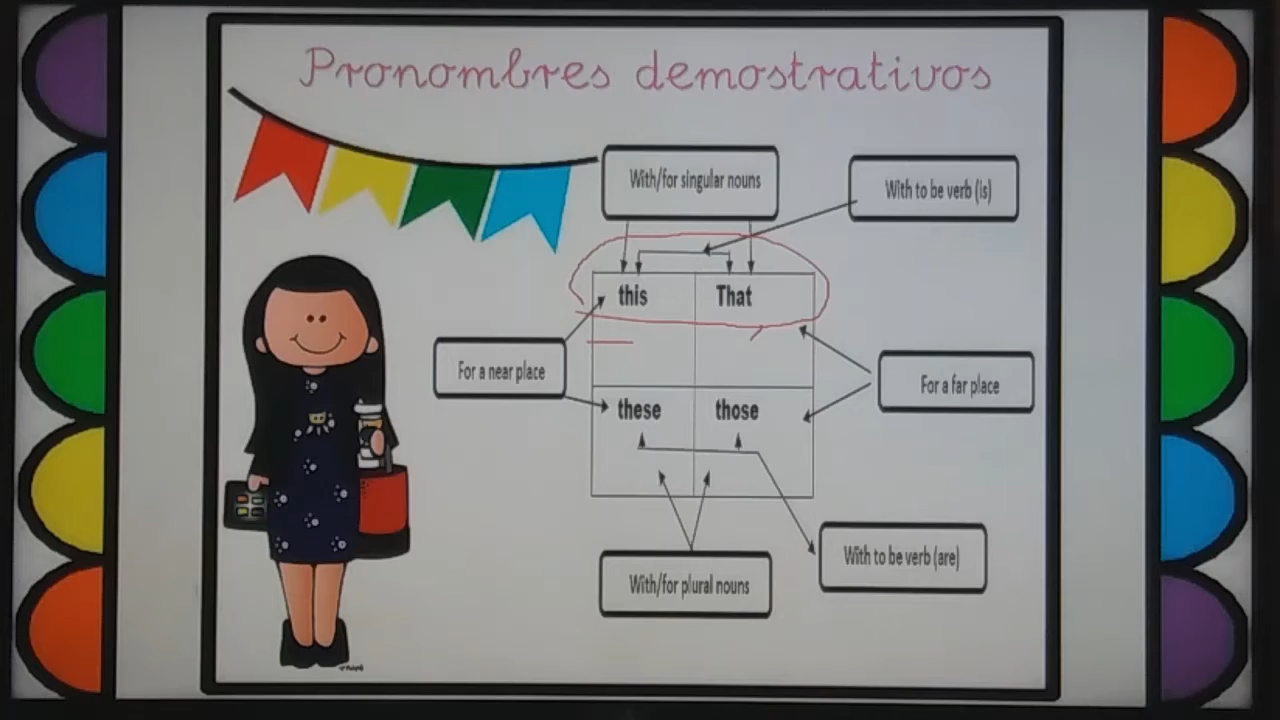 Pronombres demostrativos
With/for singular nouns
With to be verb (is)
this
That
For a near place
For a far place
these
those
With to be verb (are)
With/for plural nouns